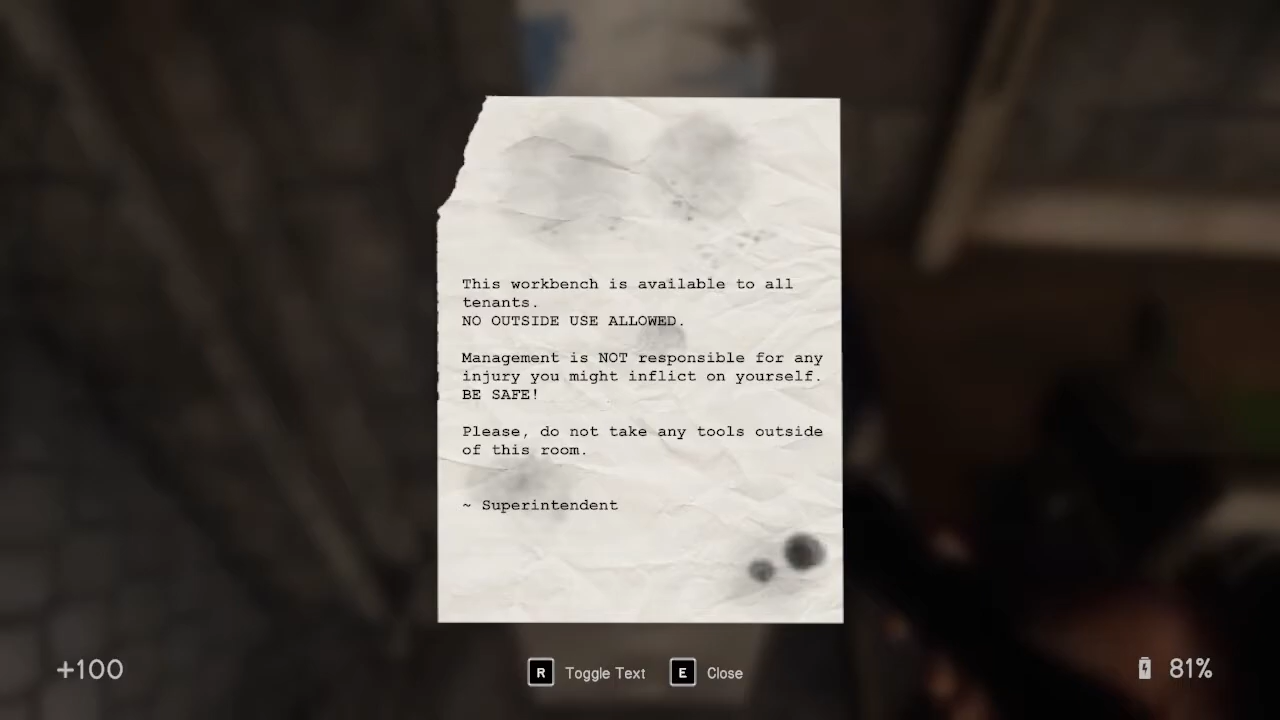 This workbench is available to all
tenants.
NO OUTSIDE USE ALLOWED.
Management is NOT responsible for any
injury you might inflict on yourself.
BE SAFE!
Please, do not take any tools outside
of this room.
~ Superintendent
+100
R Toggle Text E Close
81%